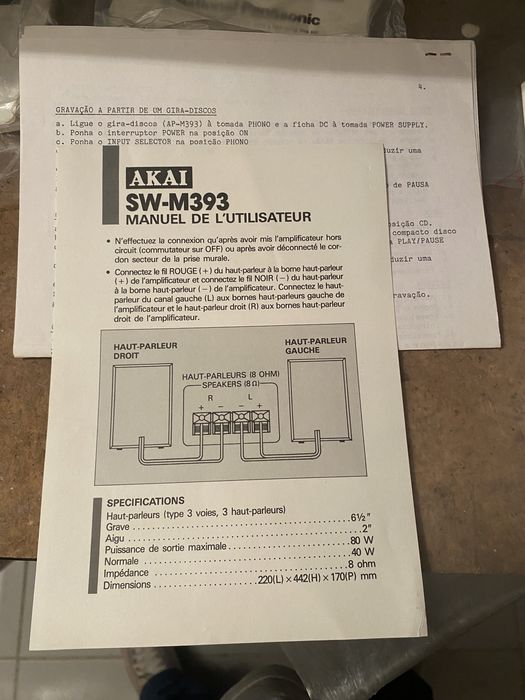 Panasonic
4.
GRAVAÇÃO A PARTIR DE UM GIRA-DISCOS
a. Ligue o gira-discos (AP-M393) à tomada PHONO e a ficha DC à tomada POWER SUPPLY.
b. Ponha o interruptor POWER na posição ON
c. Ponha o INPUT SELECTOR na posição PHONO
uzir uma
de PAUSA
sição CD.
compacto disco
a PLAY/PAUSE
duzir uma
ravação.
AKAI
SW-M393
MANUEL DE L'UTILISATEUR
• N'effectuez la connexion qu'après avoir mis l'amplificateur hors
circuit (commutateur sur OFF) ou après avoir déconnecté le cor-
don secteur de la prise murale.
• Connectez le fil ROUGE (+) du haut-parleur à la borne haut-parleur
(+) de l'amplificateur et connectez le fil NOIR (−) du haut-parleur
à la borne haut-parleur (−) de l'amplificateur. Connectez le haut-
parleur du canal gauche (L) aux bornes haut-parleurs gauche de
l'amplificateur et le haut-parleur droit (R) aux bornes haut-parleur
droit de l'amplificateur.
HAUT-PARLEUR
DROIT
HAUT-PARLEUR
GAUCHE
HAUT-PARLEURS (8 OHM)
SPEAKERS (8 Ω)
R L
+ − − +
SPECIFICATIONS
Haut-parleurs (type 3 voies, 3 haut-parleurs)
Grave ........ 6½"
Aigu ........ 2"
Puissance de sortie maximale ........ 80 W
Normale ........ 40 W
Impédance ........ 8 ohm
Dimensions ........ 220(L) × 442(H) × 170(P) mm